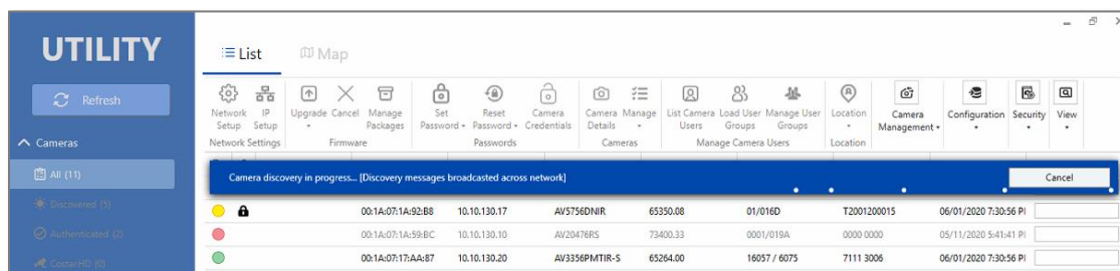 UTILITY
List
Map
Refresh
Network Setup
IP Setup
Upgrade
Cancel
Manage Packages
Set Password
Reset Password
Camera Credentials
Camera Details
Manage
List Camera Users
Load User Groups
Manage User Groups
Location
Camera Management
Configuration
Security
View
Network Settings
Firmware
Passwords
Cameras
Manage Camera Users
Location
Cameras
All (11)
Camera discovery in progress... [Discovery messages broadcasted across network]
Cancel
Discovered (5)
00:1A:07:1A:92:B8 10.10.130.17 AV5756DNIR 65350.08 01/016D T2001200015 06/01/2020 7:30:56 PI
Authenticated (2)
00:1A:07:1A:59:BC 10.10.130.10 AV20476RS 73400.33 0001/019A 0000 0000 05/11/2020 5:41:41 PI
CostarHD (0)
00:1A:07:17:AA:87 10.10.130.20 AV3356PMTIR-S 65264.00 16057 / 6075 7111 3006 06/01/2020 7:30:56 PI